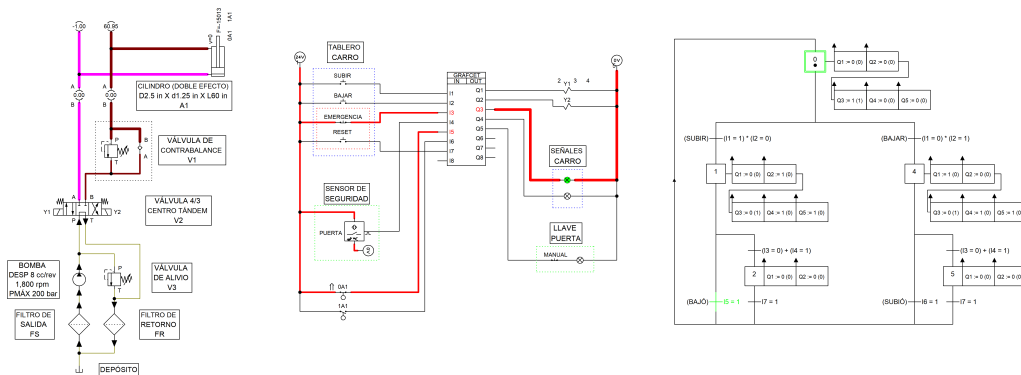 -1.00
60.95
y=0
F=-15013
0A1
1A1
CILINDRO (DOBLE EFECTO)
D2.5 in X d1.25 in X L60 in
A1
A
A
0.00
0.00
B
B
P
T
B
A
VÁLVULA DE
CONTRABALANCE
V1
A
B
Y1
Y2
P
T
VÁLVULA 4/3
CENTRO TÁNDEM
V2
BOMBA
DESP 8 cc/rev
1,800 rpm
PMÁX 200 bar
P
T
VÁLVULA
DE ALIVIO
V3
FILTRO DE
SALIDA
FS
FILTRO DE
RETORNO
FR
DEPÓSITO
24V
TABLERO
CARRO
SUBIR
BAJAR
EMERGENCIA
RESET
GRAFCET
IN
OUT
I1
I2
I3
I4
I5
I6
I7
I8
Q1
Q2
Q3
Q4
Q5
Q6
Q7
Q8
2
Y1
3
4
Y2
0V
SEÑALES
CARRO
SENSOR DE
SEGURIDAD
PUERTA
0V
LLAVE
PUERTA
MANUAL
0A1
1A1
0
Q1 := 0 (0)
Q2 := 0 (0)
Q3 := 1 (1)
Q4 := 0 (0)
Q5 := 0 (0)
(SUBIR)
(I1 = 1) * (I2 = 0)
(BAJAR)
(I1 = 0) * (I2 = 1)
1
Q1 := 1 (0)
Q2 := 0 (0)
Q3 := 0 (1)
Q4 := 1 (0)
Q5 := 1 (0)
4
Q1 := 0 (0)
Q2 := 1 (0)
Q3 := 0 (1)
Q4 := 1 (0)
Q5 := 1 (0)
(I3 = 0) + (I4 = 1)
(I3 = 0) + (I4 = 1)
2
Q1 := 0 (0)
Q2 := 0 (0)
5
Q1 := 0 (0)
Q2 := 0 (0)
(BAJÓ)
I5 = 1
I7 = 1
(SUBIÓ)
I6 = 1
I7 = 1